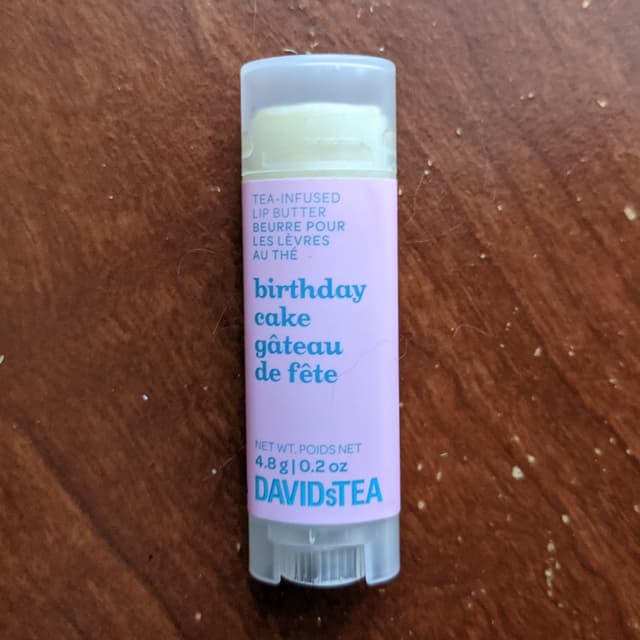 TEA-INFUSED
LIP BUTTER
BEURRE POUR
LES LÈVRES
AU THÉ
birthday
cake
gâteau
de fête
NET WT. POIDS NET
4.8 g | 0.2 oz
DAVIDsTEA